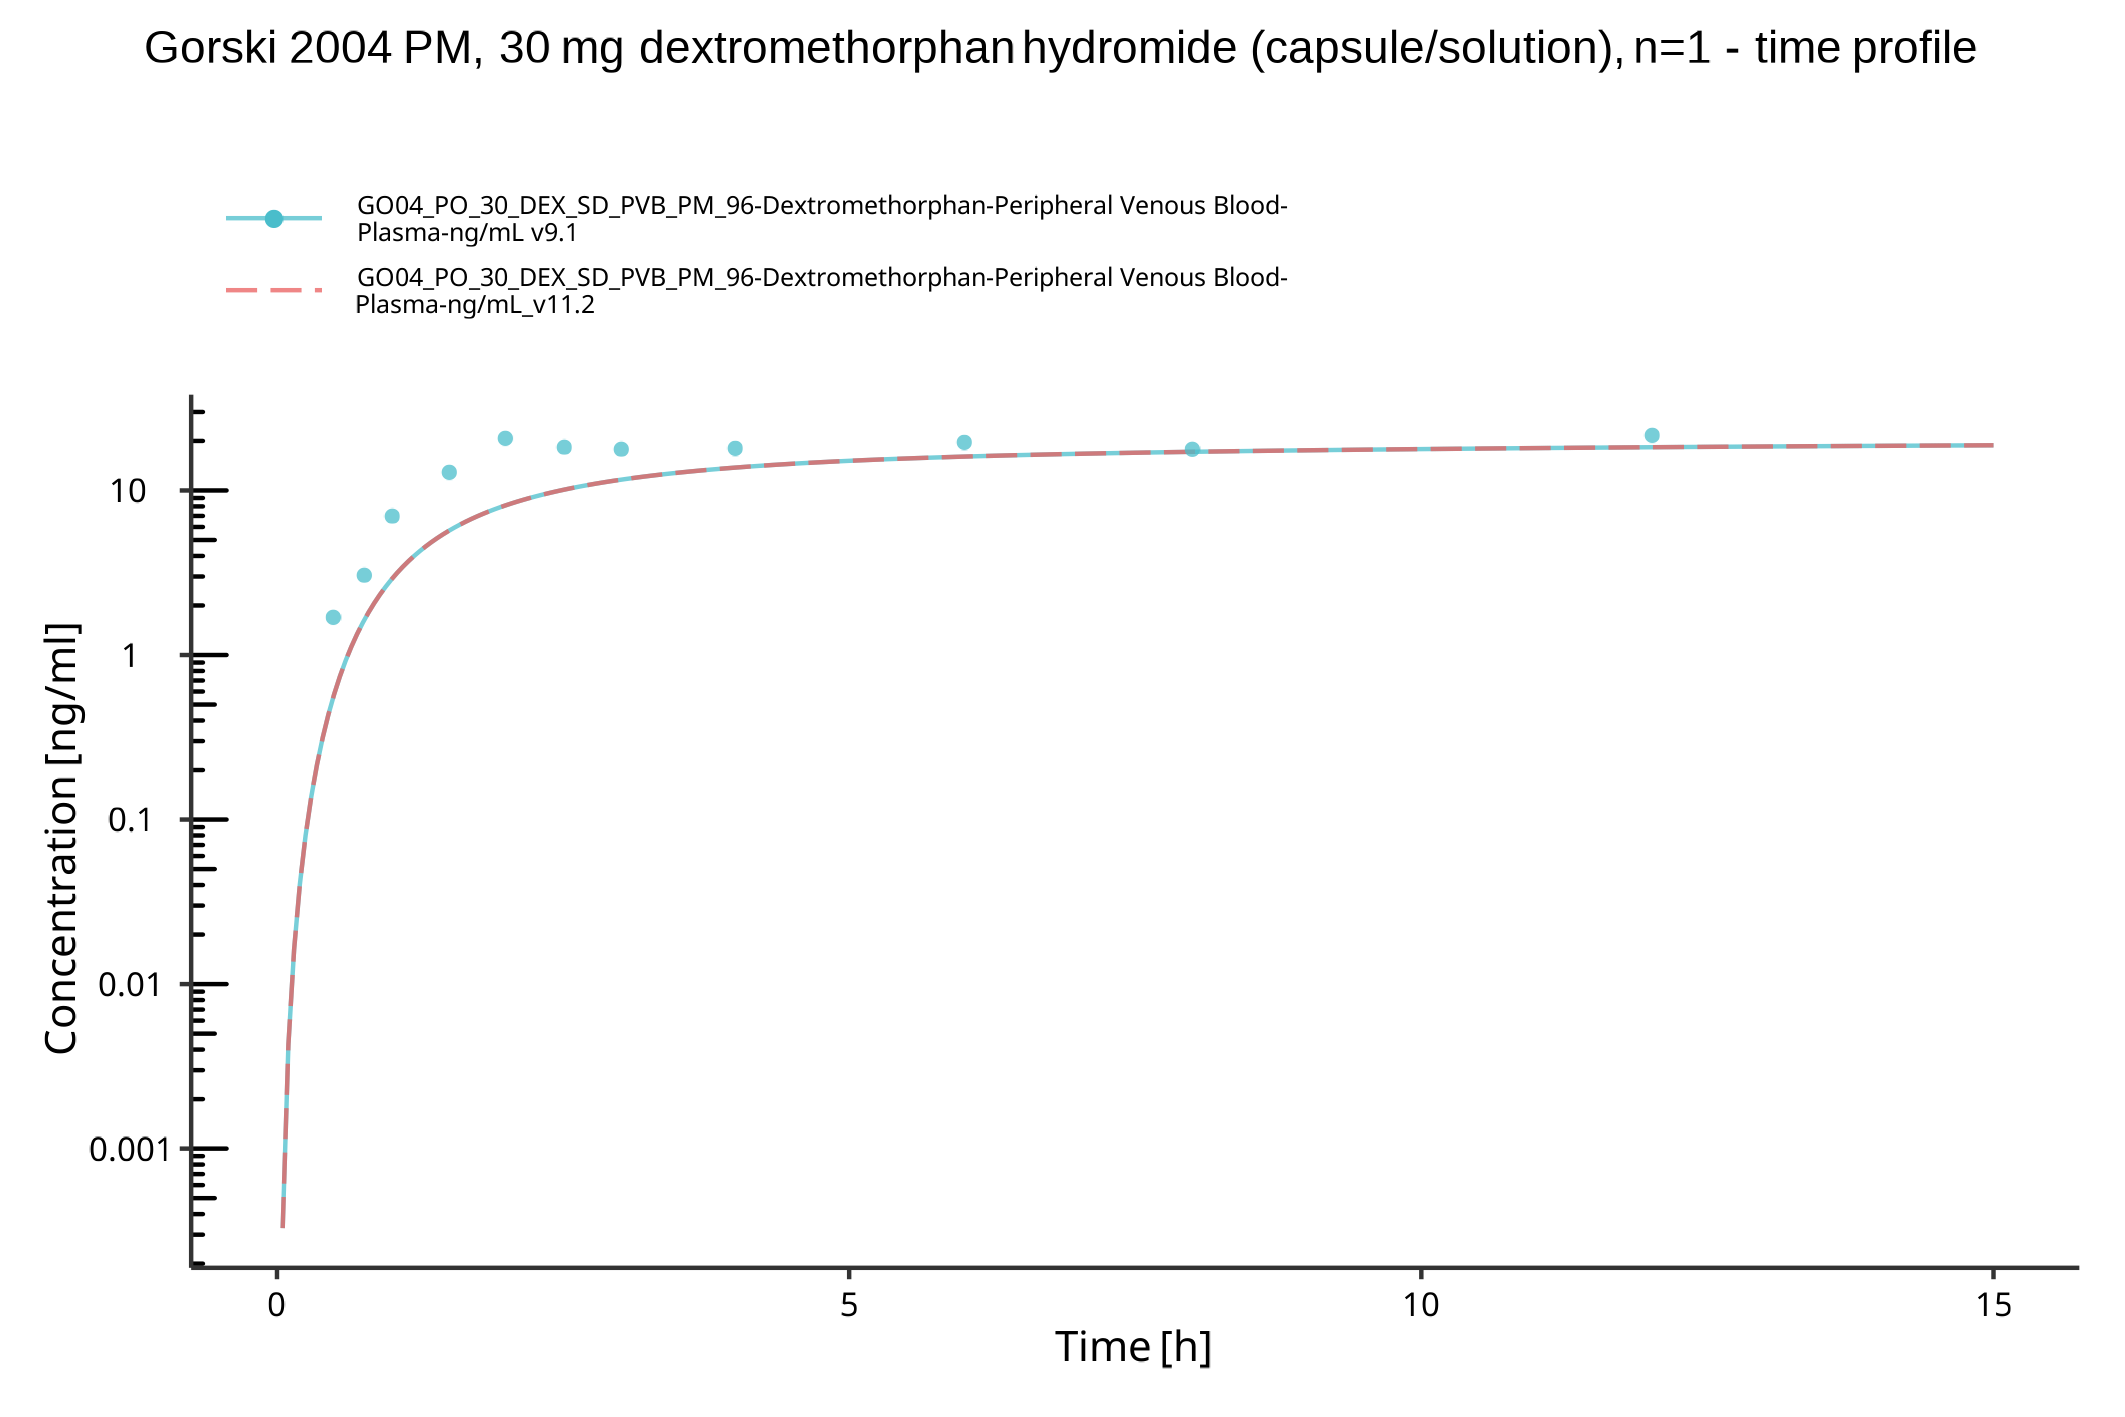 Gorski 2004 PM, 30 mg dextromethorphan hydromide (capsule/solution), n=1 - time profile
GO04_PO_30_DEX_SD_PVB_PM_96-Dextromethorphan-Peripheral Venous Blood-
Plasma-ng/mL v9.1
GO04_PO_30_DEX_SD_PVB_PM_96-Dextromethorphan-Peripheral Venous Blood-
Plasma-ng/mL_v11.2
Concentration [ng/ml]
10
1
0.1
0.01
0.001
0 5 10 15
Time [h]